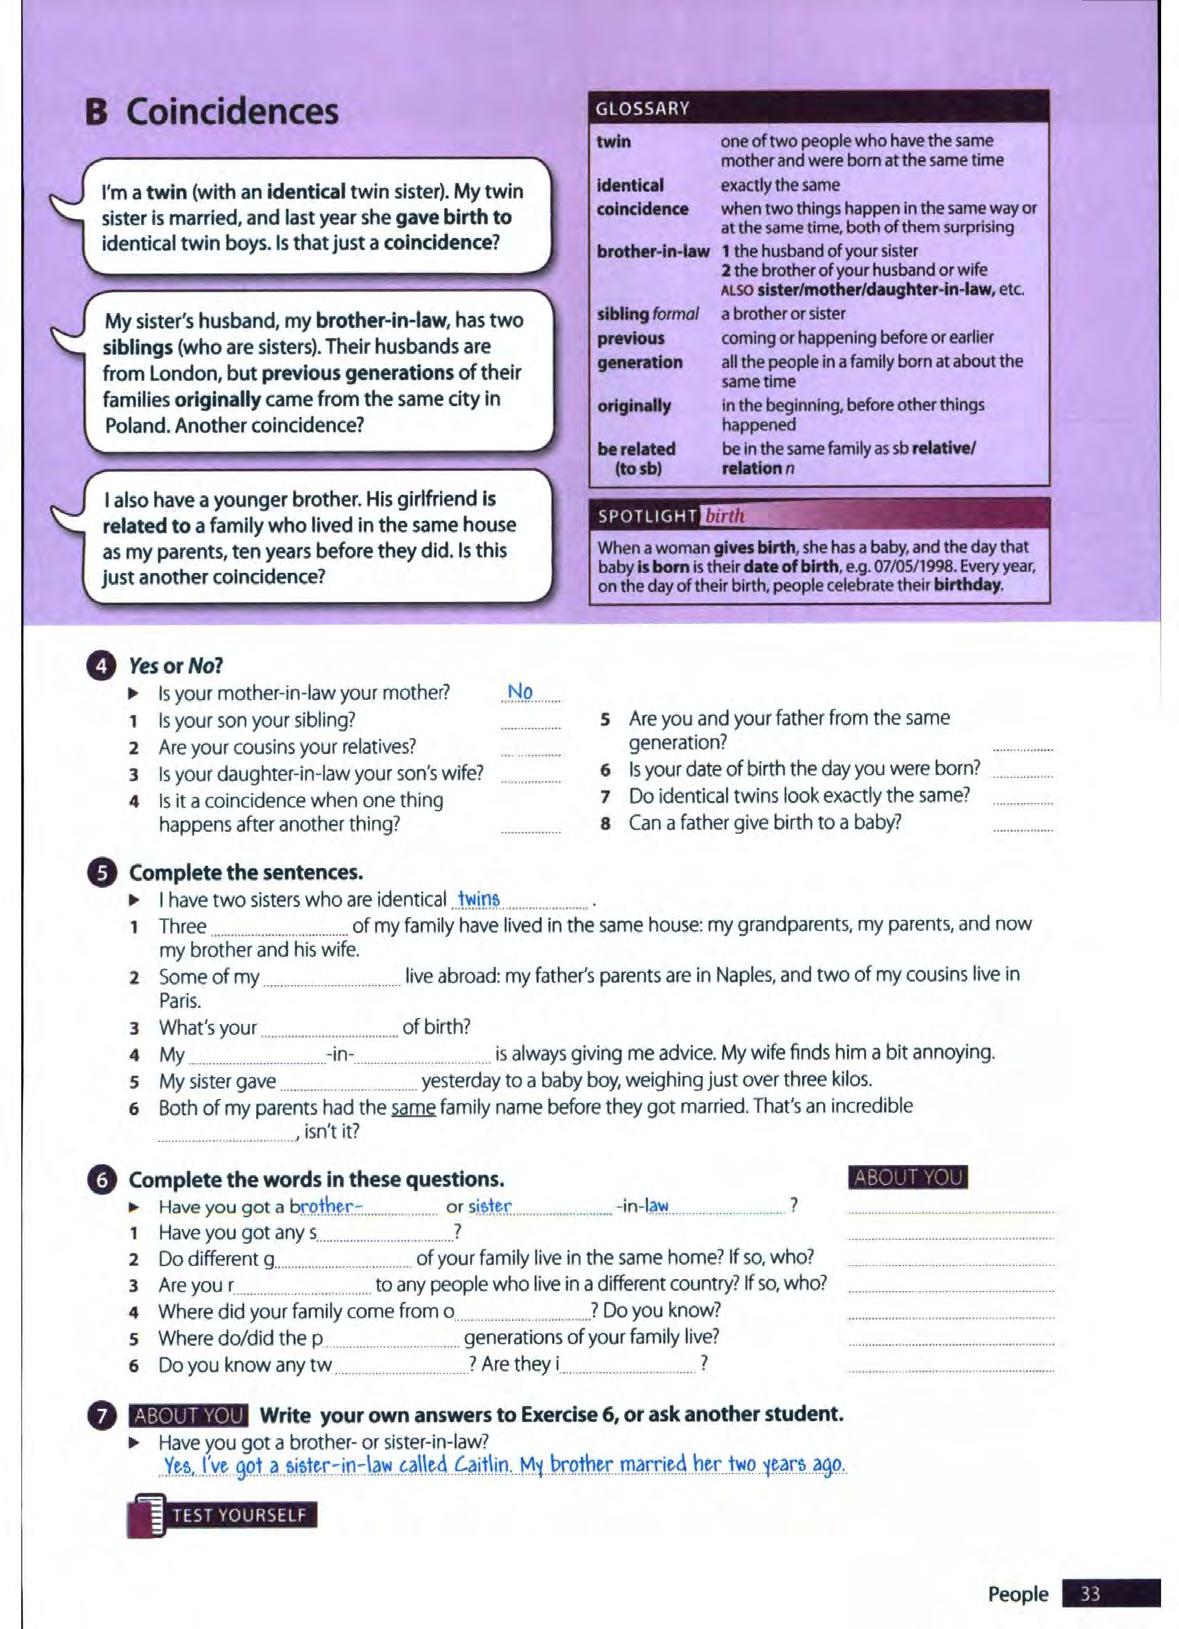 B Coincidences
I'm a twin (with an identical twin sister). My twin
sister is married, and last year she gave birth to
identical twin boys. Is that just a coincidence?
My sister's husband, my brother-in-law, has two
siblings (who are sisters). Their husbands are
from London, but previous generations of their
families originally came from the same city in
Poland. Another coincidence?
I also have a younger brother. His girlfriend is
related to a family who lived in the same house
as my parents, ten years before they did. Is this
just another coincidence?
GLOSSARY
twin one of two people who have the same
mother and were born at the same time
identical exactly the same
coincidence when two things happen in the same way or
at the same time, both of them surprising
brother-in-law 1 the husband of your sister
2 the brother of your husband or wife
ALSO sister/mother/daughter-in-law, etc.
sibling formal a brother or sister
previous coming or happening before or earlier
generation all the people in a family born at about the
same time
originally in the beginning, before other things
happened
be related be in the same family as sb relative/
(to sb) relation n
SPOTLIGHT birth
When a woman gives birth, she has a baby, and the day that
baby is born is their date of birth, e.g. 07/05/1998. Every year,
on the day of their birth, people celebrate their birthday.
4 Yes or No?
► Is your mother-in-law your mother? No
1 Is your son your sibling?
2 Are your cousins your relatives?
3 Is your daughter-in-law your son's wife?
4 Is it a coincidence when one thing
happens after another thing?
5 Are you and your father from the same
generation?
6 Is your date of birth the day you were born?
7 Do identical twins look exactly the same?
8 Can a father give birth to a baby?
5 Complete the sentences.
► I have two sisters who are identical twins .
1 Three ........ of my family have lived in the same house: my grandparents, my parents, and now
my brother and his wife.
2 Some of my ........ live abroad: my father's parents are in Naples, and two of my cousins live in
Paris.
3 What's your ........ of birth?
4 My ........ -in- ........ is always giving me advice. My wife finds him a bit annoying.
5 My sister gave ........ yesterday to a baby boy, weighing just over three kilos.
6 Both of my parents had the same family name before they got married. That's an incredible
........, isn't it?
6 Complete the words in these questions. ABOUT YOU
► Have you got a brother- or sister -in-law ?
1 Have you got any s........?
2 Do different g........ of your family live in the same home? If so, who?
3 Are you r........ to any people who live in a different country? If so, who?
4 Where did your family come from o........? Do you know?
5 Where do/did the p........ generations of your family live?
6 Do you know any tw........? Are they i........ ?
7 ABOUT YOU Write your own answers to Exercise 6, or ask another student.
► Have you got a brother- or sister-in-law?
Yes, I've got a sister-in-law called Caitlin. My brother married her two years ago.
TEST YOURSELF
People 33